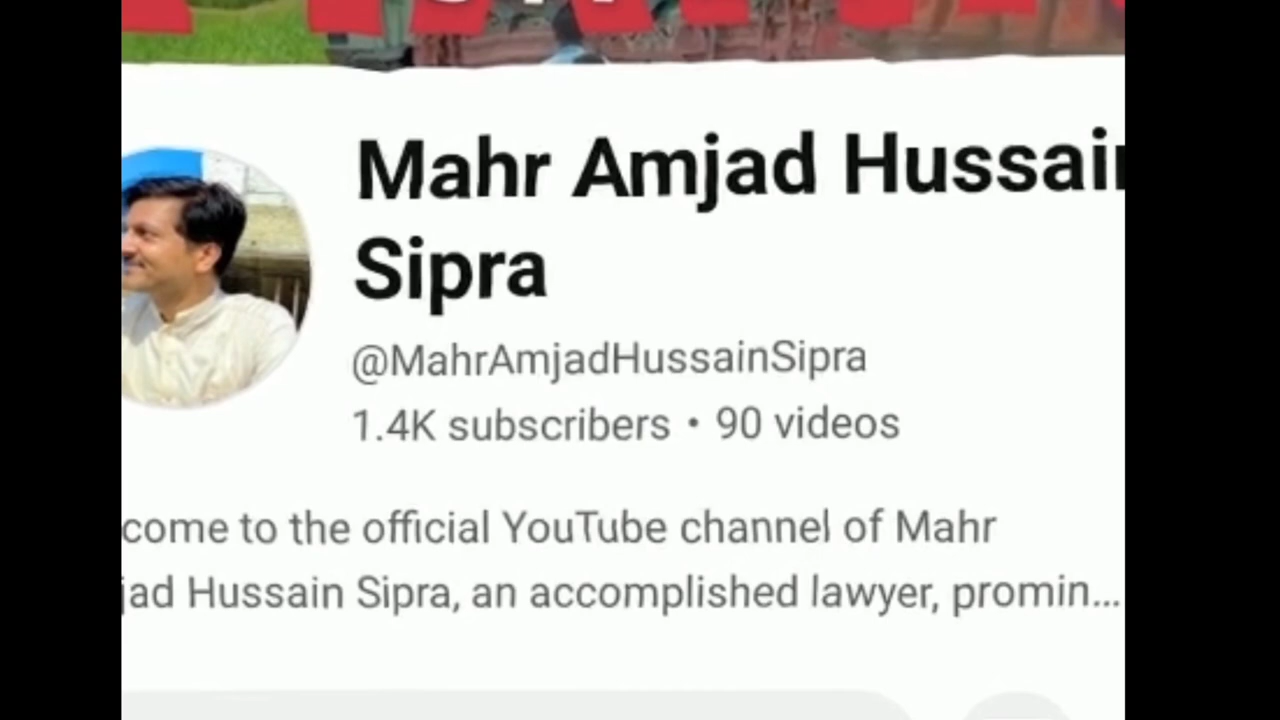 Mahr Amjad Hussain
Sipra
@MahrAmjadHussainSipra
1.4K subscribers • 90 videos
come to the official YouTube channel of Mahr
jad Hussain Sipra, an accomplished lawyer, promin...